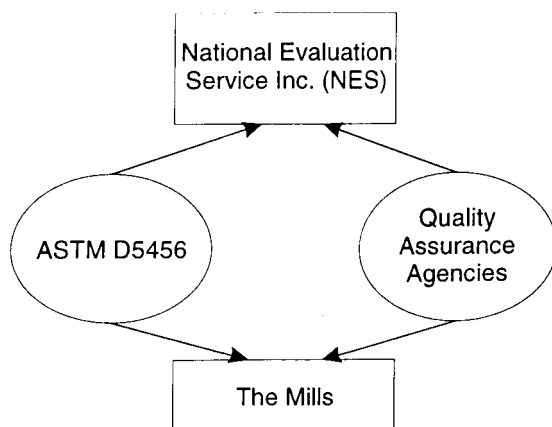 National Evaluation
Service Inc. (NES)
ASTM D5456
Quality
Assurance
Agencies
The Mills